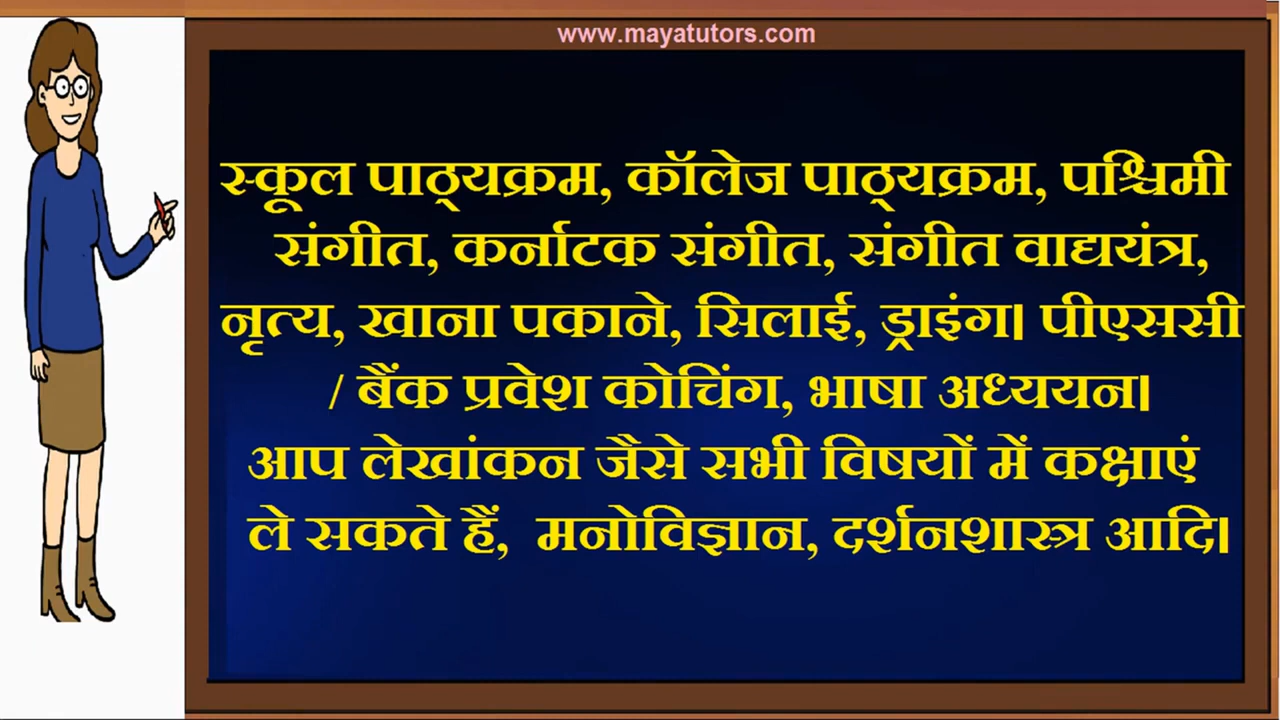 www.mayatutors.com
स्कूल पाठ्यक्रम, कॉलेज पाठ्यक्रम, पश्चिमी
संगीत, कर्नाटक संगीत, संगीत वाद्ययंत्र,
नृत्य, खाना पकाने, सिलाई, ड्राइंग। पीएससी
/ बैंक प्रवेश कोचिंग, भाषा अध्ययन।
आप लेखांकन जैसे सभी विषयों में कक्षाएं
ले सकते हैं, मनोविज्ञान, दर्शनशास्त्र आदि।